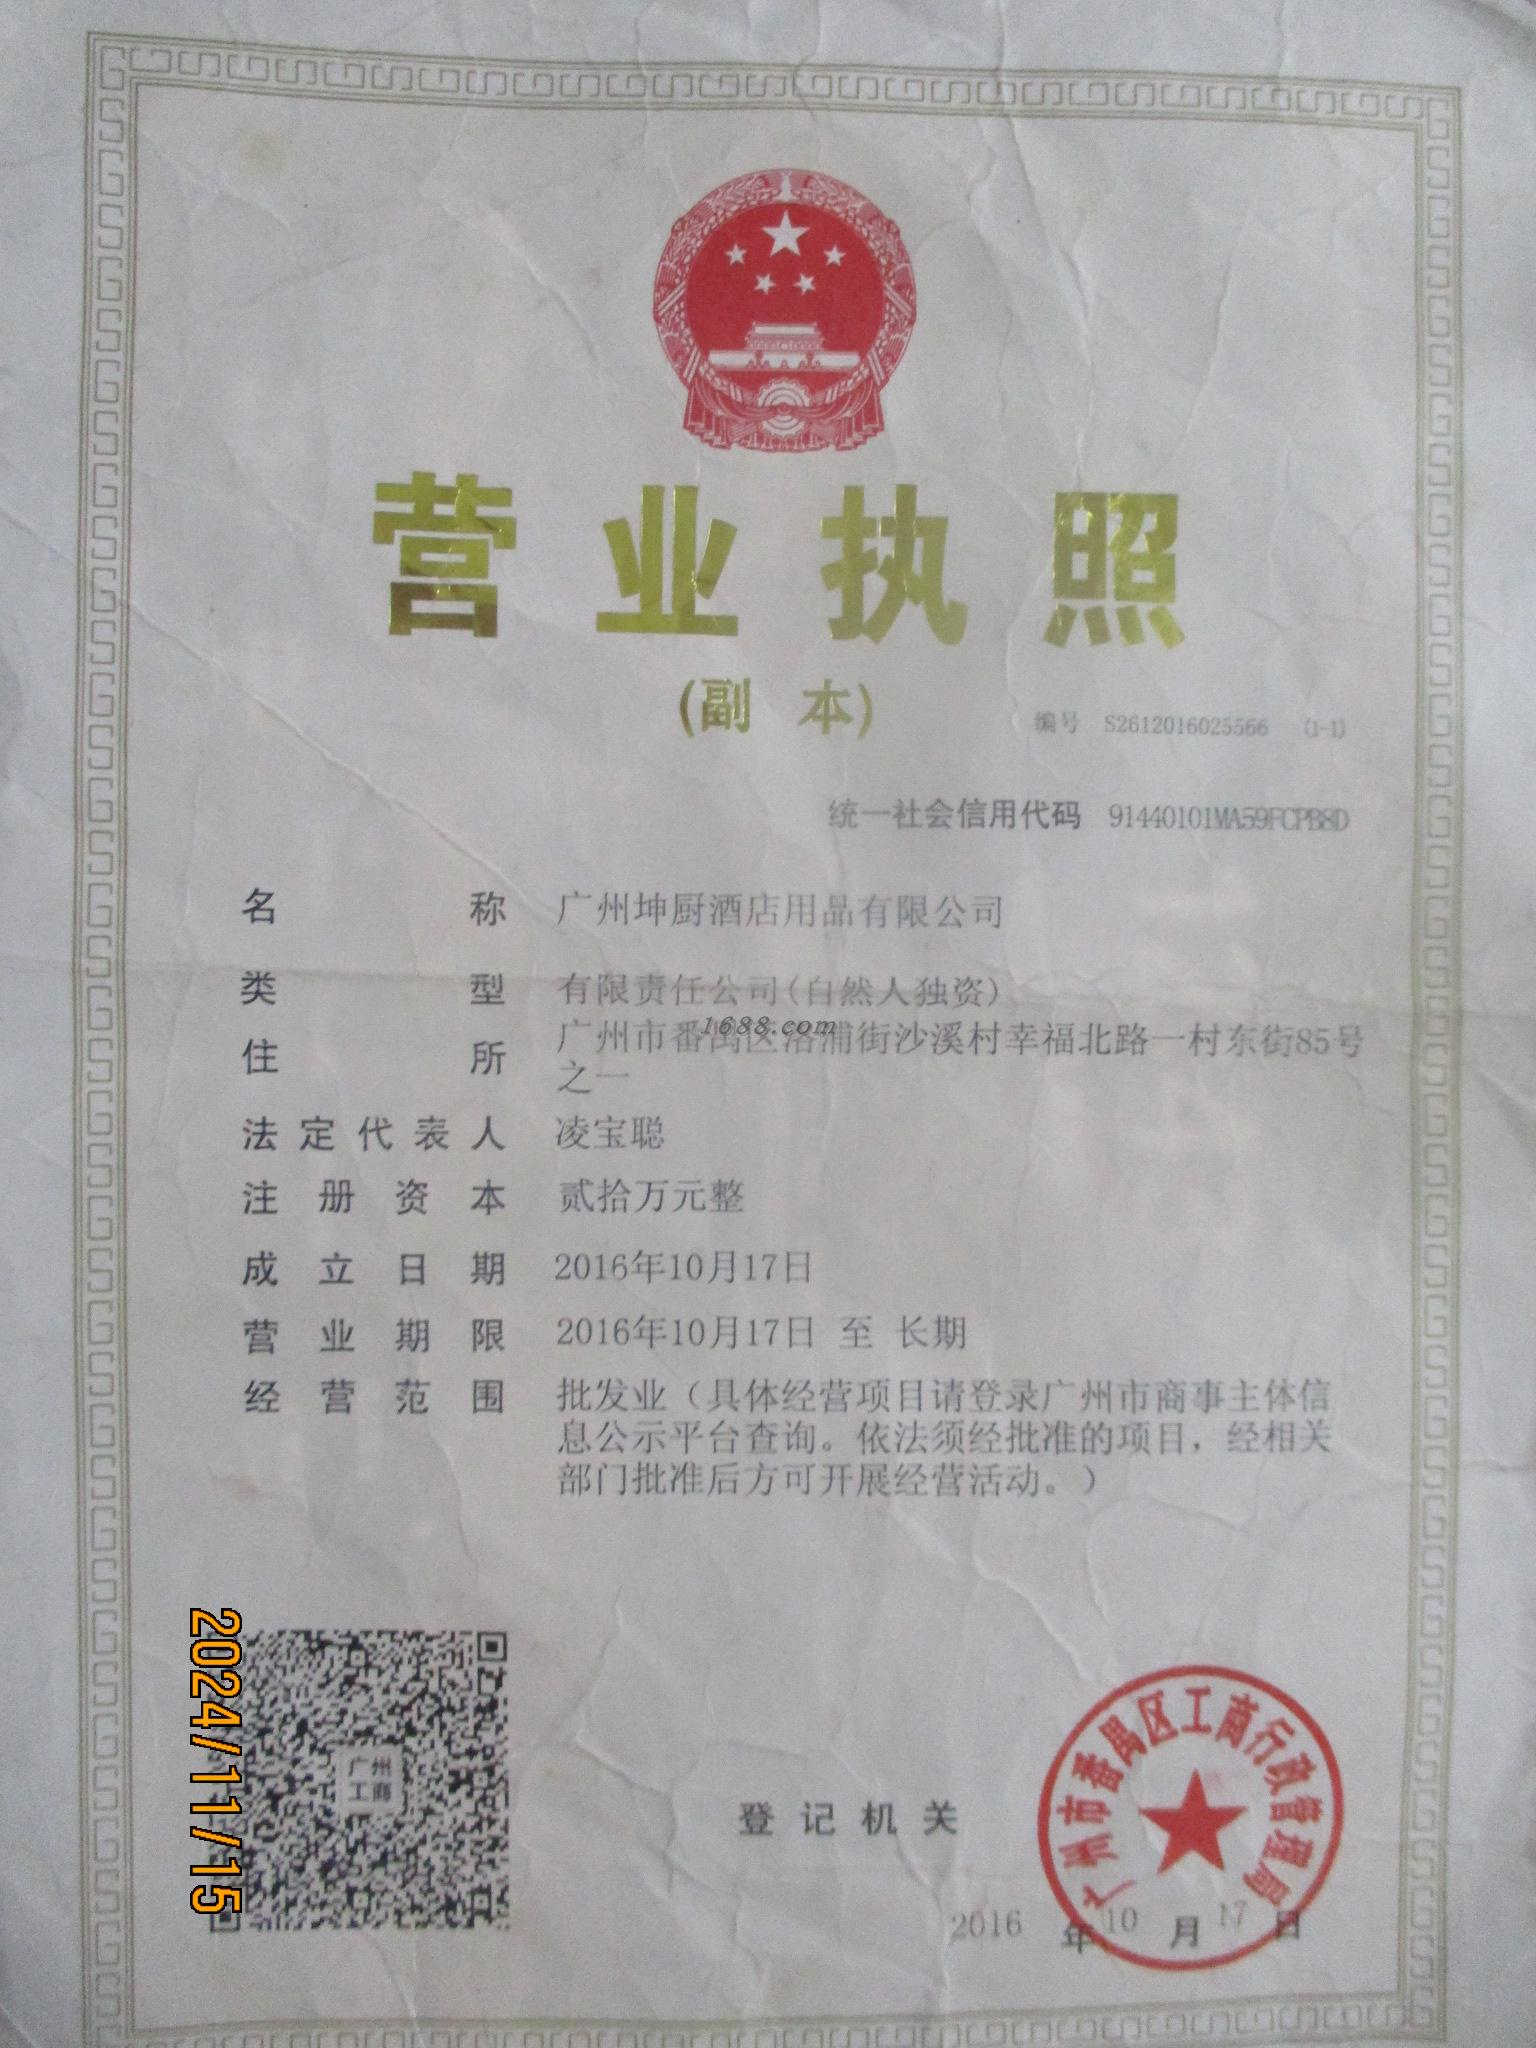 营业执照
(副 本)
编号 S2612016025566 (1-1)
统一社会信用代码 91440101MA59FCPB8D
名称 广州坤厨酒店用品有限公司
类型 有限责任公司(自然人独资)
1688.com
住所 广州市番禺区洛浦街沙溪村幸福北路一村东街85号
之一
法定代表人 凌宝聪
注册资本 贰拾万元整
成立日期 2016年10月17日
营业期限 2016年10月17日 至 长期
经营范围 批发业（具体经营项目请登录广州市商事主体信
息公示平台查询。依法须经批准的项目，经相关
部门批准后方可开展经营活动。）
2024/11/15
广州
工商
登记机关
广州市番禺区工商行政管理局
2016 年 10 月 17 日